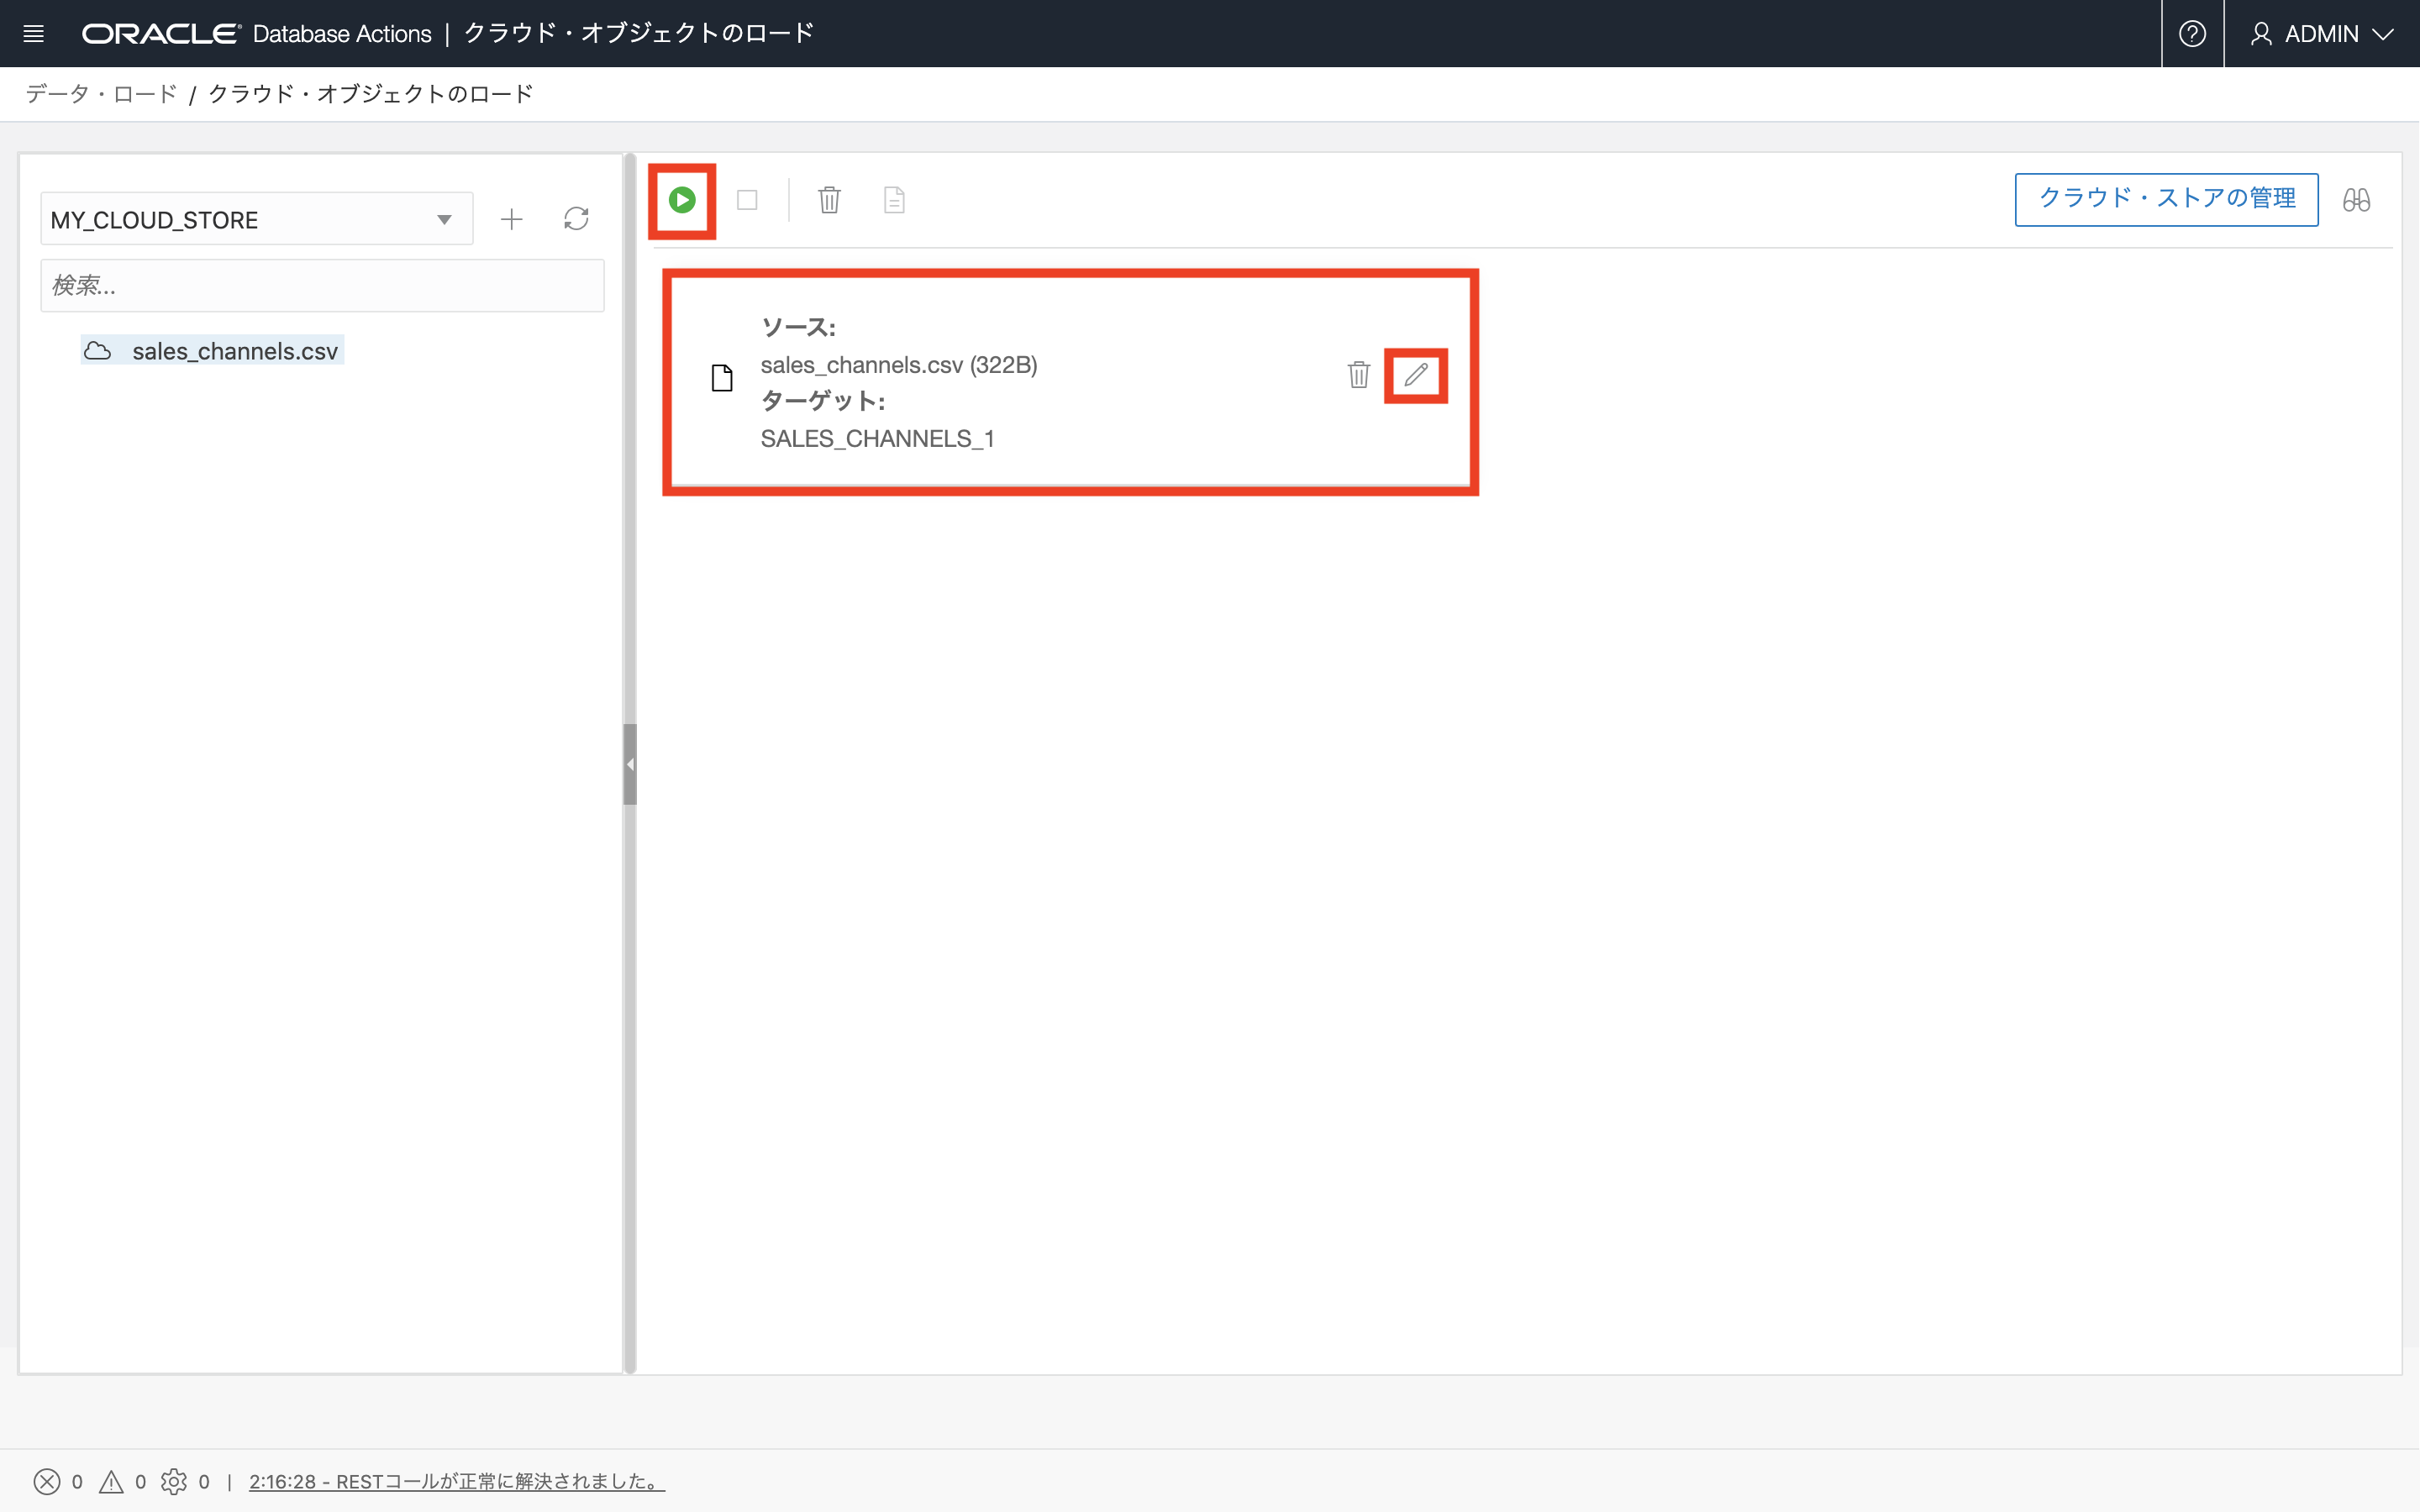 ORACLE Database Actions | クラウド・オブジェクトのロード
ADMIN
データ・ロード / クラウド・オブジェクトのロード
MY_CLOUD_STORE
クラウド・ストアの管理
検索...
sales_channels.csv
ソース:
sales_channels.csv (322B)
ターゲット:
SALES_CHANNELS_1
0 0 0 | 2:16:28 - RESTコールが正常に解決されました。